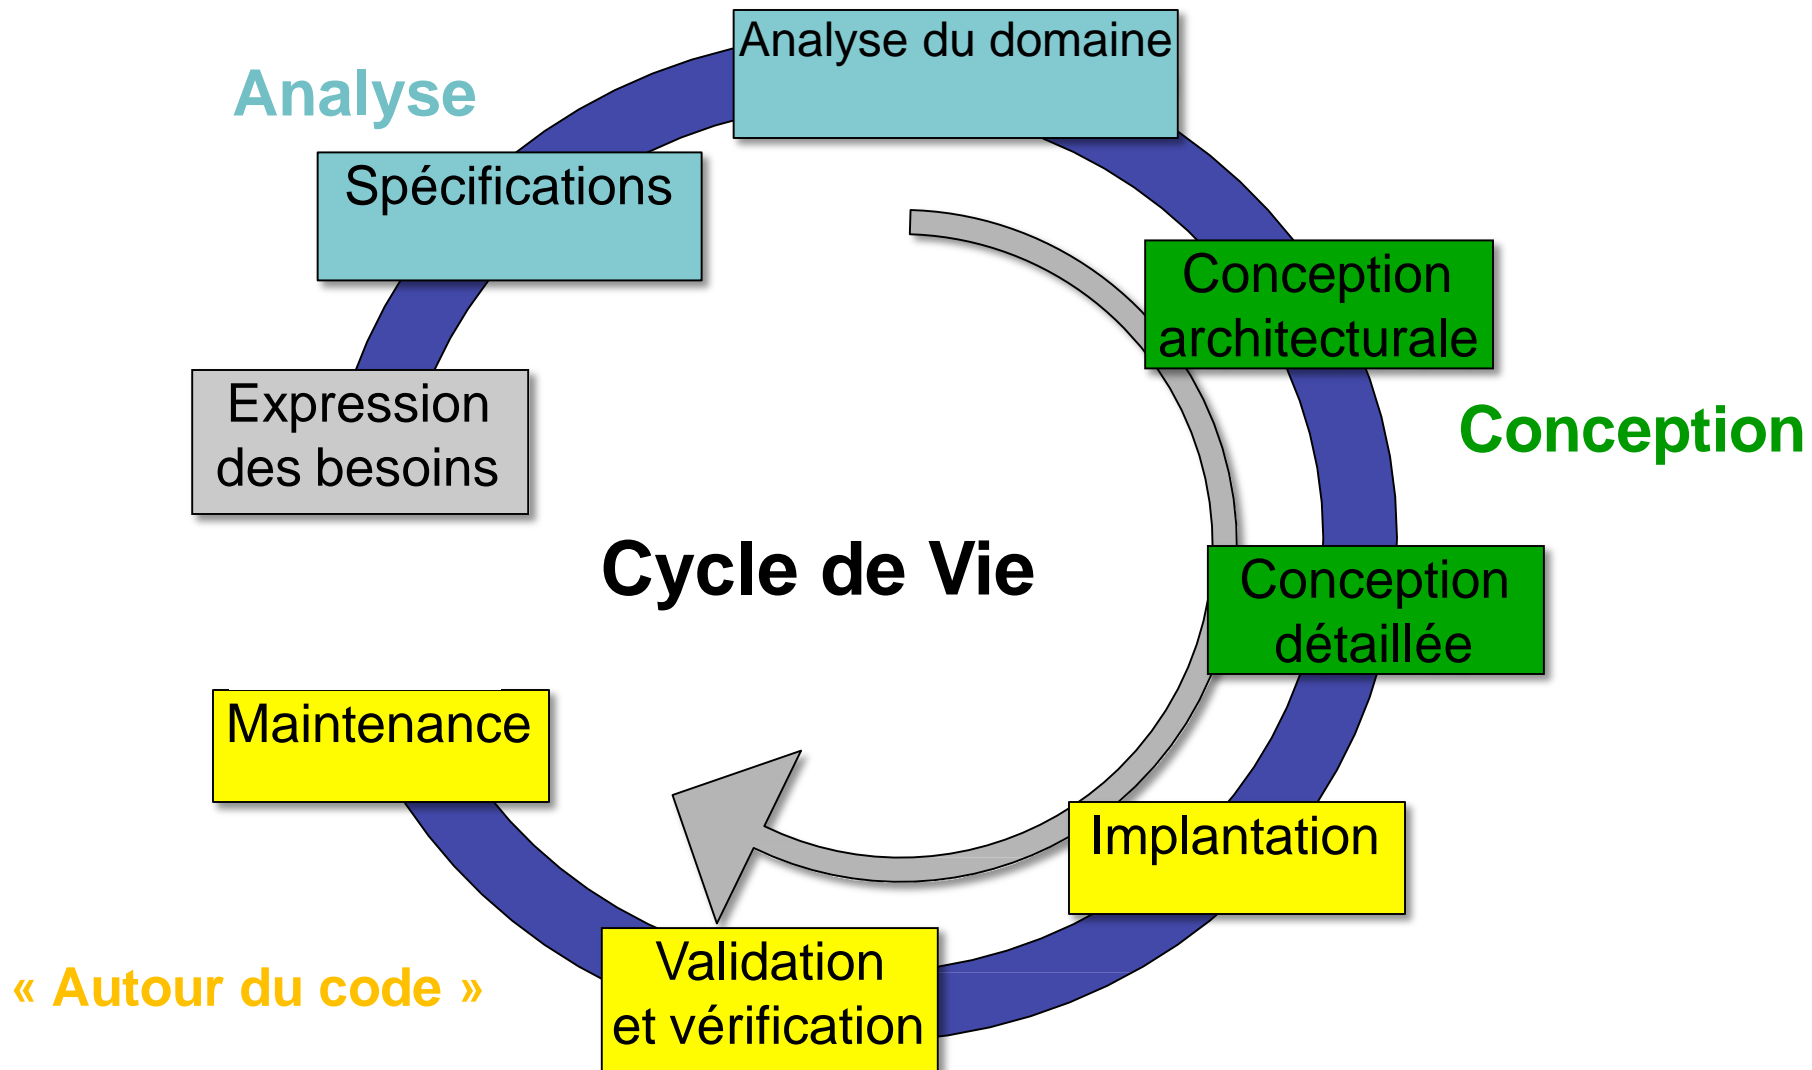 Analyse du domaine
Analyse
Spécifications
Conception
architecturale
Expression
des besoins
Conception
Cycle de Vie
Conception
détaillée
Maintenance
Implantation
Validation
et vérification
« Autour du code »